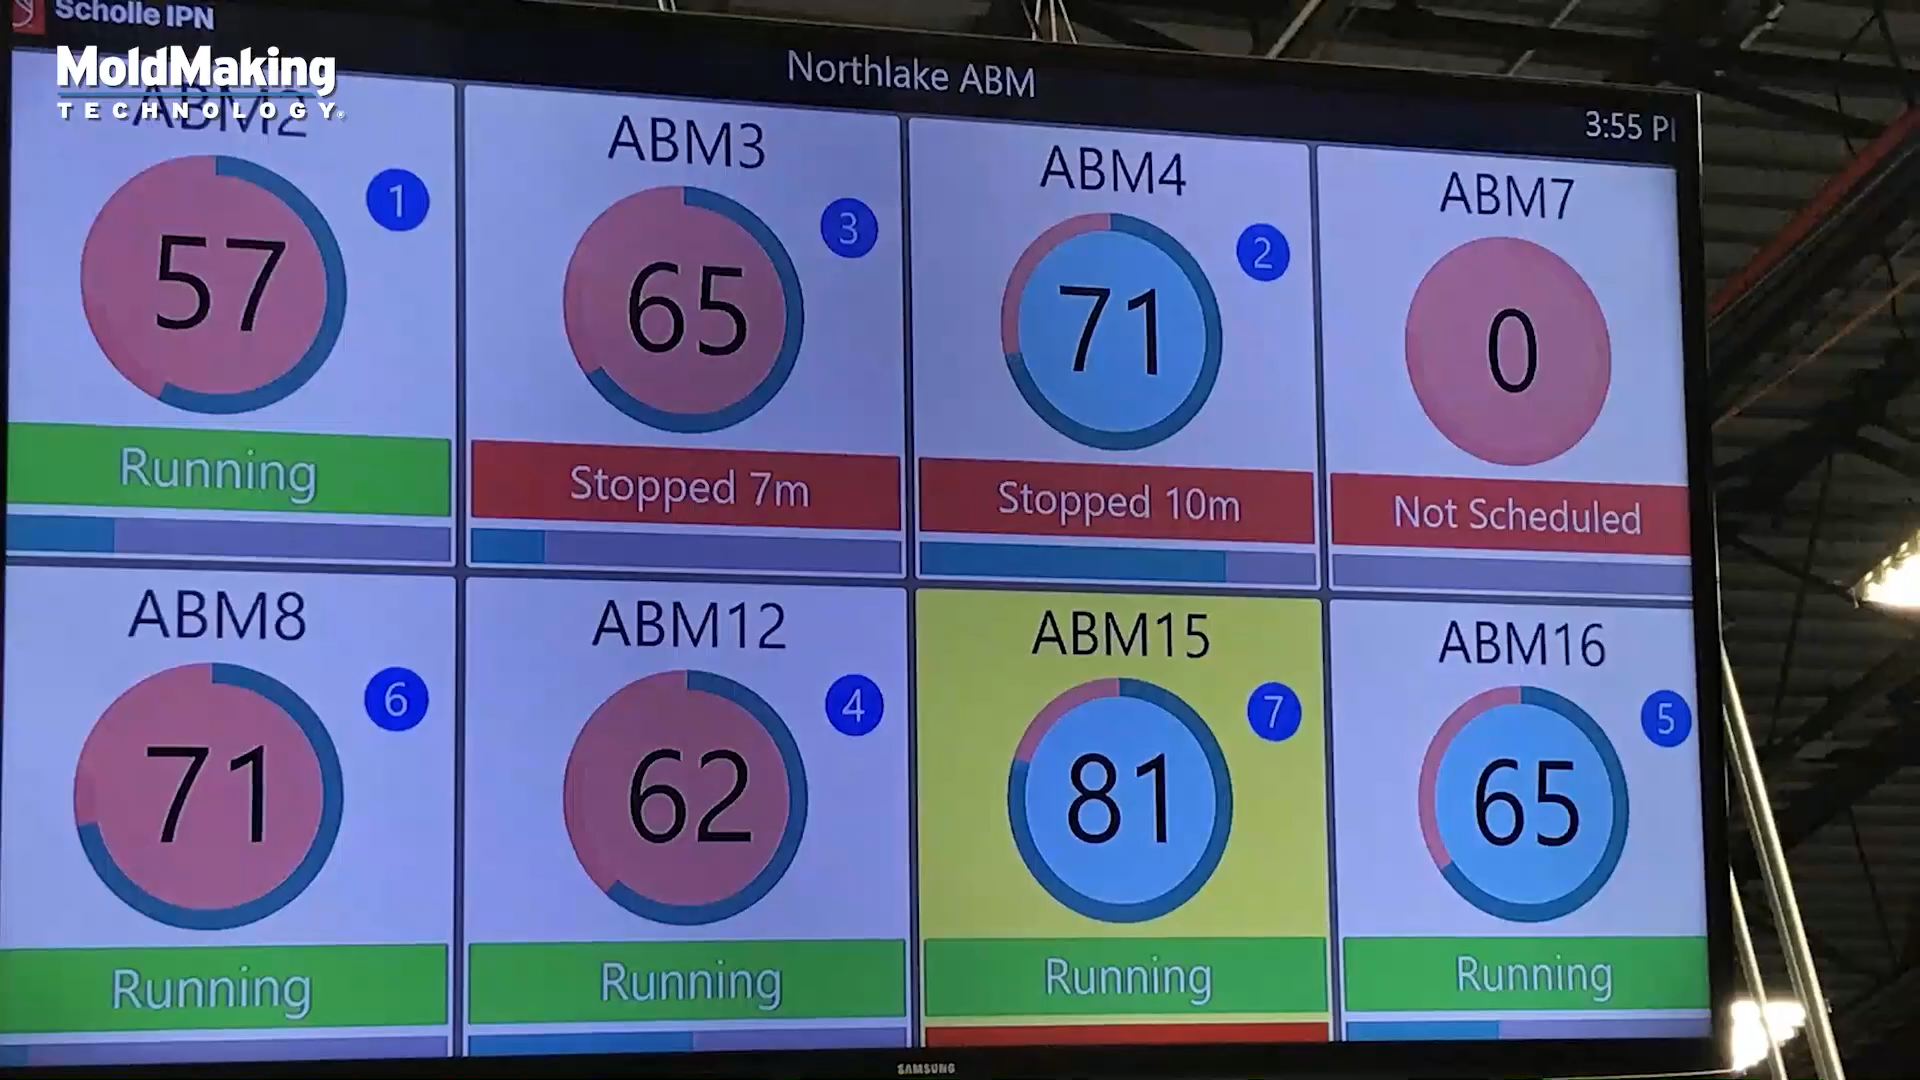 Scholle IPN
MoldMaking
TECHNOLOGY
Northlake ABM
3:55 P
ABM2
57
1
Running
ABM3
65
3
Stopped 7m
ABM4
71
2
Stopped 10m
ABM7
0
Not Scheduled
ABM8
71
6
Running
ABM12
62
4
Running
ABM15
81
7
Running
ABM16
65
5
Running
SAMSUNG